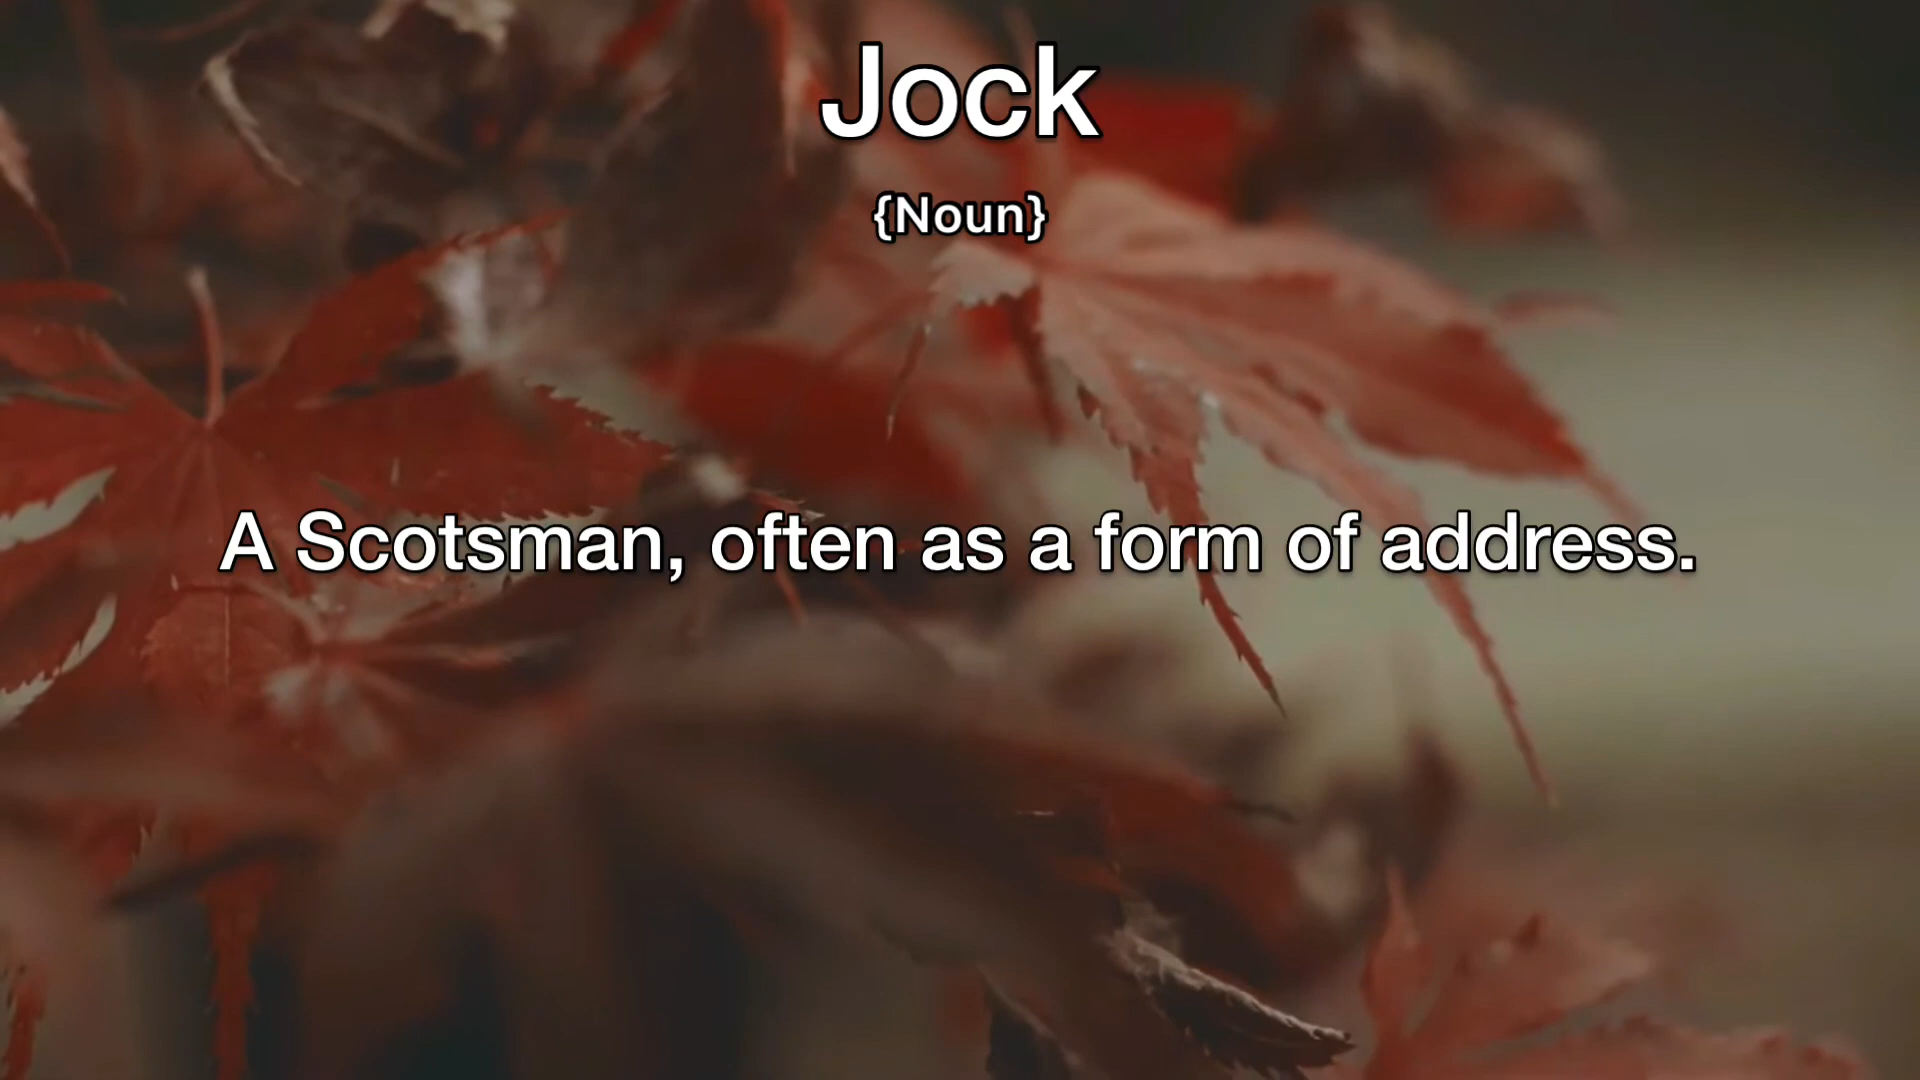 Jock
{Noun}
A Scotsman, often as a form of address.